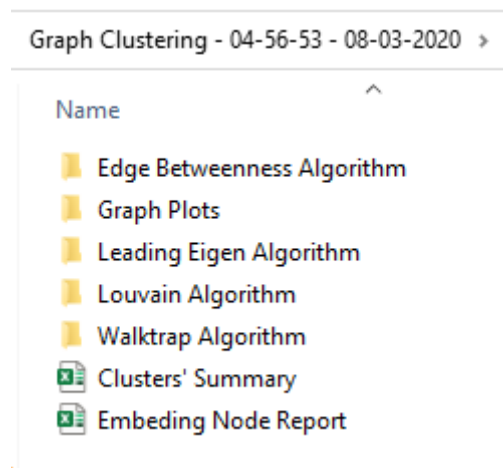 Graph Clustering - 04-56-53 - 08-03-2020
Name
Edge Betweenness Algorithm
Graph Plots
Leading Eigen Algorithm
Louvain Algorithm
Walktrap Algorithm
Clusters' Summary
Embeding Node Report